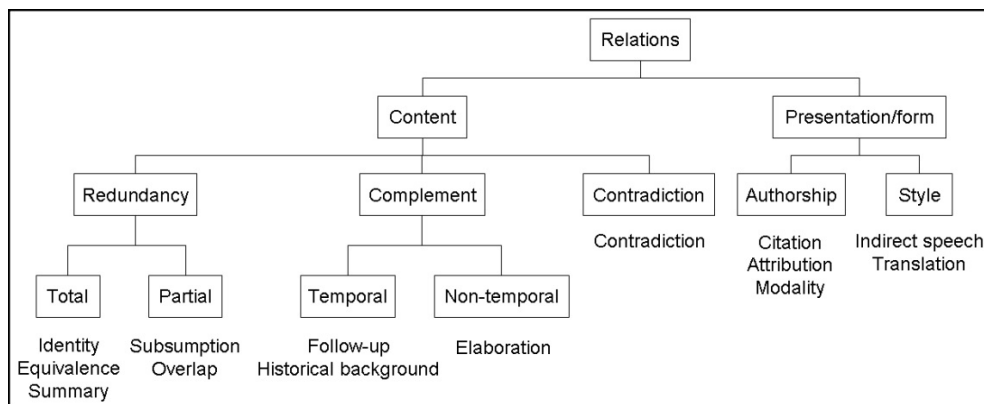 Relations
Content
Presentation/form
Redundancy
Complement
Contradiction
Authorship
Style
Contradiction
Citation
Attribution
Modality
Indirect speech
Translation
Total
Partial
Temporal
Non-temporal
Identity
Equivalence
Summary
Subsumption
Overlap
Follow-up
Historical background
Elaboration